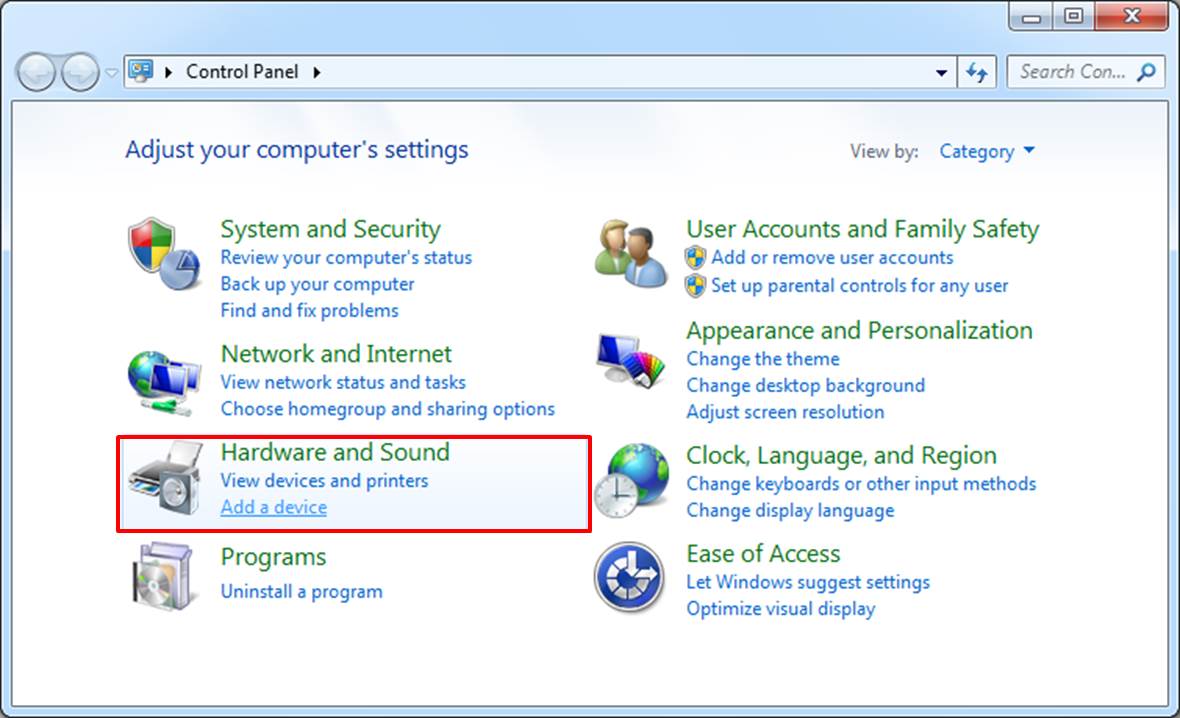 Control Panel
Search Con...
Adjust your computer's settings
View by: Category
System and Security
Review your computer's status
Back up your computer
Find and fix problems
Network and Internet
View network status and tasks
Choose homegroup and sharing options
Hardware and Sound
View devices and printers
Add a device
Programs
Uninstall a program
User Accounts and Family Safety
Add or remove user accounts
Set up parental controls for any user
Appearance and Personalization
Change the theme
Change desktop background
Adjust screen resolution
Clock, Language, and Region
Change keyboards or other input methods
Change display language
Ease of Access
Let Windows suggest settings
Optimize visual display